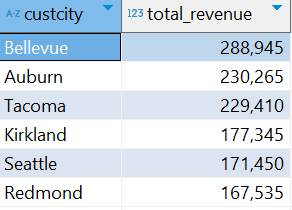 A-Z custcity 123 total_revenue
Bellevue 288,945
Auburn 230,265
Tacoma 229,410
Kirkland 177,345
Seattle 171,450
Redmond 167,535